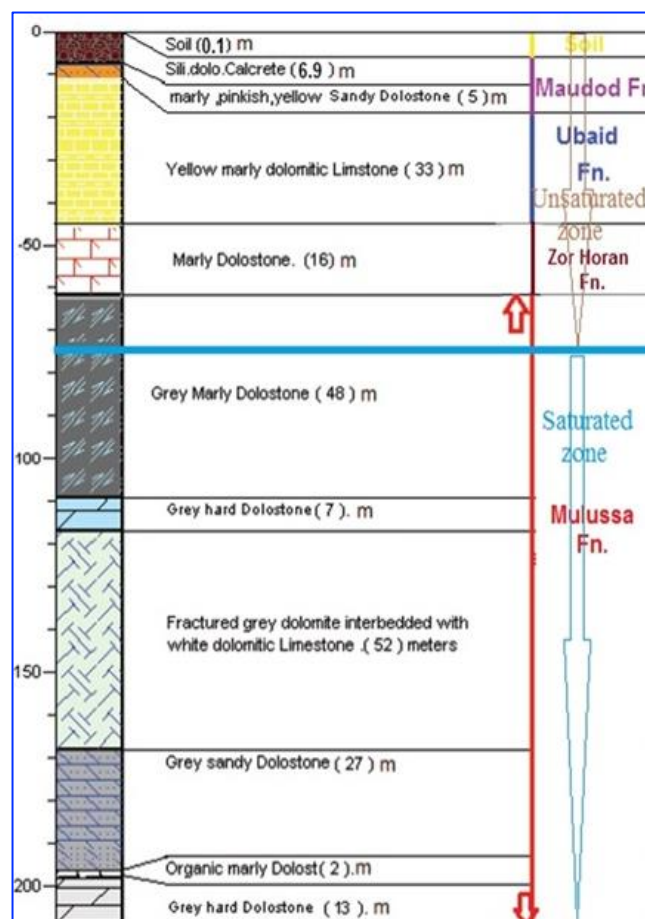 0
Soil (0.1) m
Soil
Sili.dolo.Calcrete (6.9) m
marly ,pinkish,yellow Sandy Dolostone ( 5 ) m
Maudod Fn
Yellow marly dolomitic Limstone ( 33 ) m
Ubaid
Fn.
Unsaturated
zone
-50
Marly Dolostone. (16) m
Zor Horan
Fn.
Grey Marly Dolostone ( 48 ) m
Saturated
zone
100
Grey hard Dolostone ( 7 ). m
Mulussa
Fn.
Fractured grey dolomite interbedded with
white dolomitic Limestone .( 52 ) meters
150
Grey sandy Dolostone ( 27 ) m
Organic marly Dolost( 2 ).m
200
Grey hard Dolostone ( 13 ). m